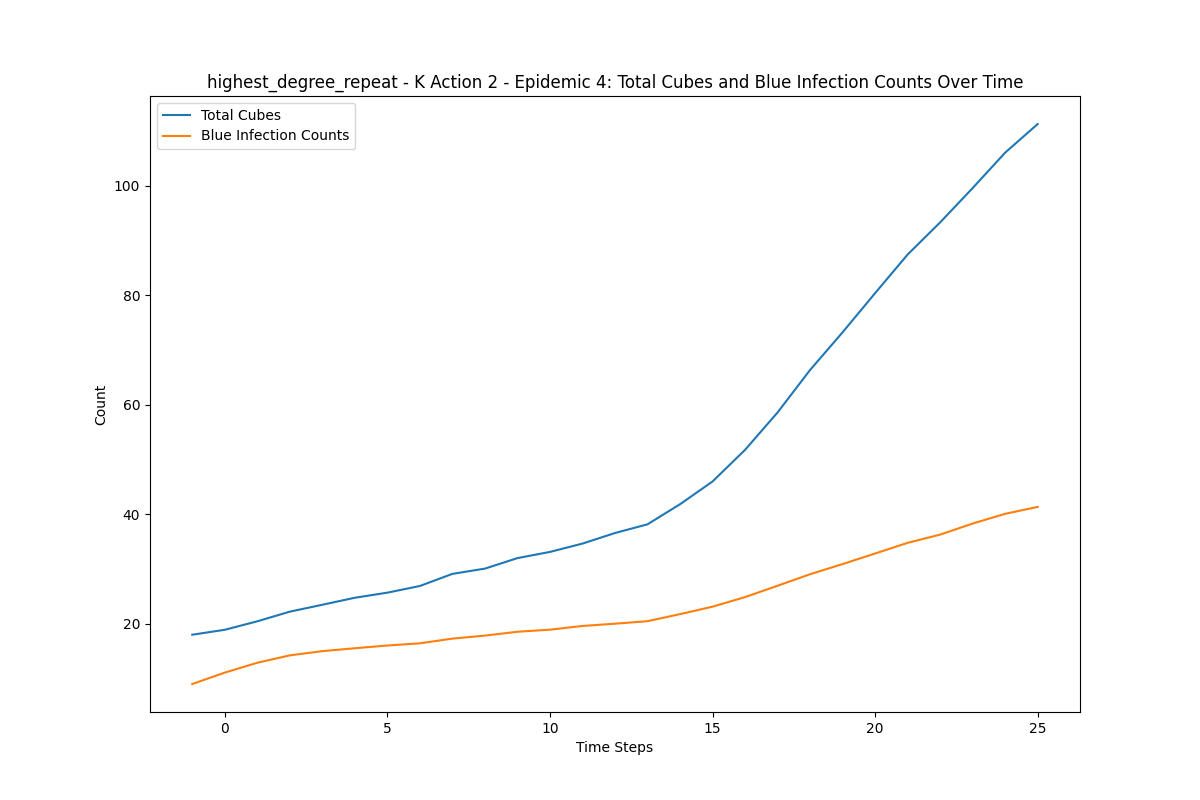 highest_degree_repeat - K Action 2 - Epidemic 4: Total Cubes and Blue Infection Counts Over Time
Total Cubes
Blue Infection Counts
100
80
60
40
20
Count
0 5 10 15 20 25
Time Steps